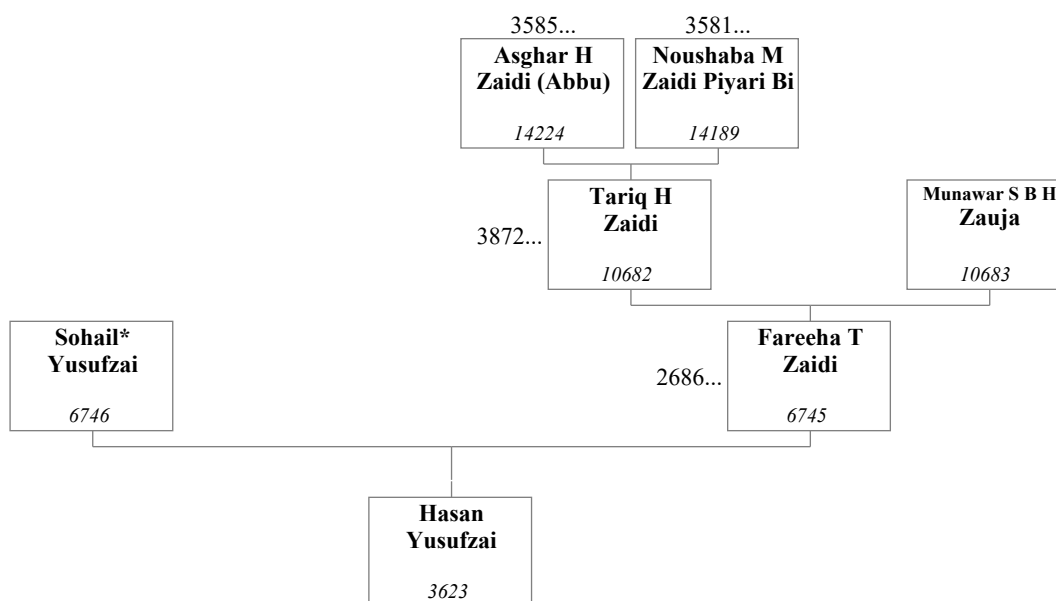 3585...
Asghar H
Zaidi (Abbu)
14224
3581...
Noushaba M
Zaidi Piyari Bi
14189
3872...
Tariq H
Zaidi
10682
Munawar S B H
Zauja
10683
Sohail*
Yusufzai
6746
2686...
Fareeha T
Zaidi
6745
Hasan
Yusufzai
3623